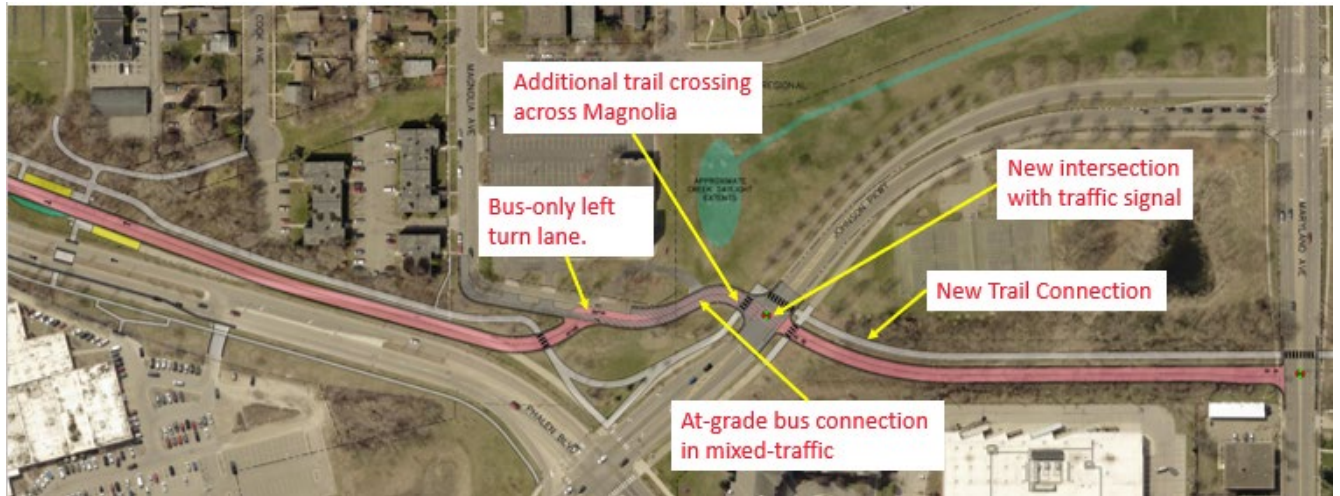 COOK AVE
MAGNOLIA AVE
Additional trail crossing
across Magnolia
REGIONAL
APPROXIMATE
CREEK DAYLIGHT
EXTENTS
JOHNSON PKWY
New intersection
with traffic signal
MARYLAND AVE
Bus-only left
turn lane.
New Trail Connection
At-grade bus connection
in mixed-traffic
PHALEN BLVD